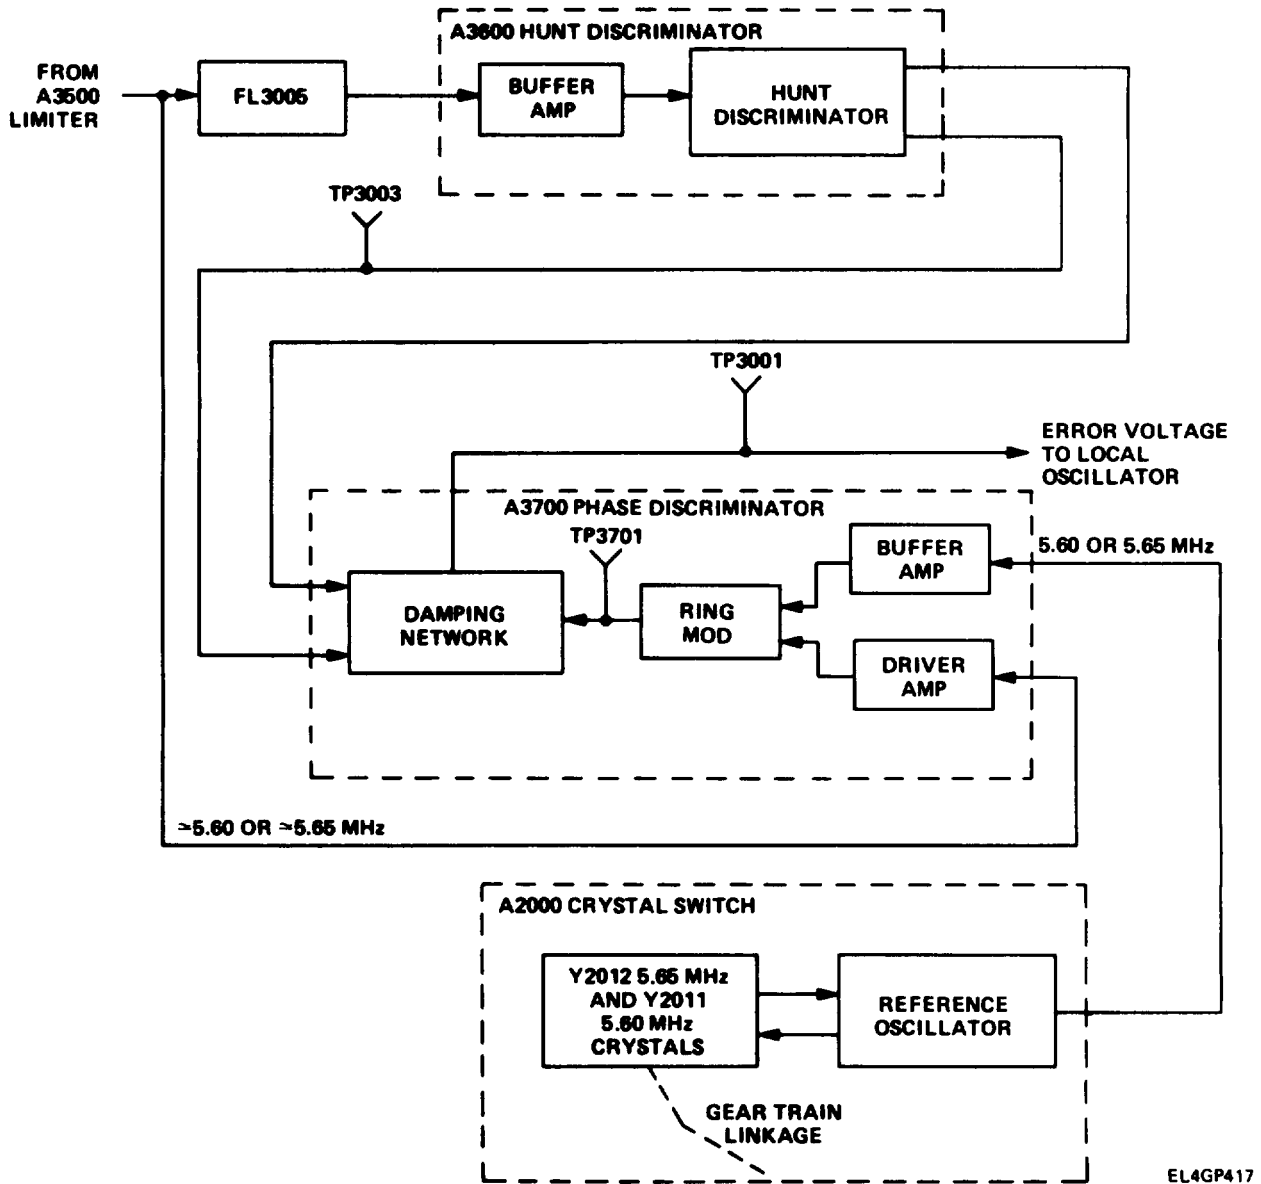 A3600 HUNT DISCRIMINATOR
FROM
A3500
LIMITER
FL3005
BUFFER
AMP
HUNT
DISCRIMINATOR
TP3003
TP3001
ERROR VOLTAGE
TO LOCAL
OSCILLATOR
A3700 PHASE DISCRIMINATOR
TP3701
BUFFER
AMP
5.60 OR 5.65 MHz
DAMPING
NETWORK
RING
MOD
DRIVER
AMP
≃5.60 OR ≃5.65 MHz
A2000 CRYSTAL SWITCH
Y2012 5.65 MHz
AND Y2011
5.60 MHz
CRYSTALS
REFERENCE
OSCILLATOR
GEAR TRAIN
LINKAGE
EL4GP417